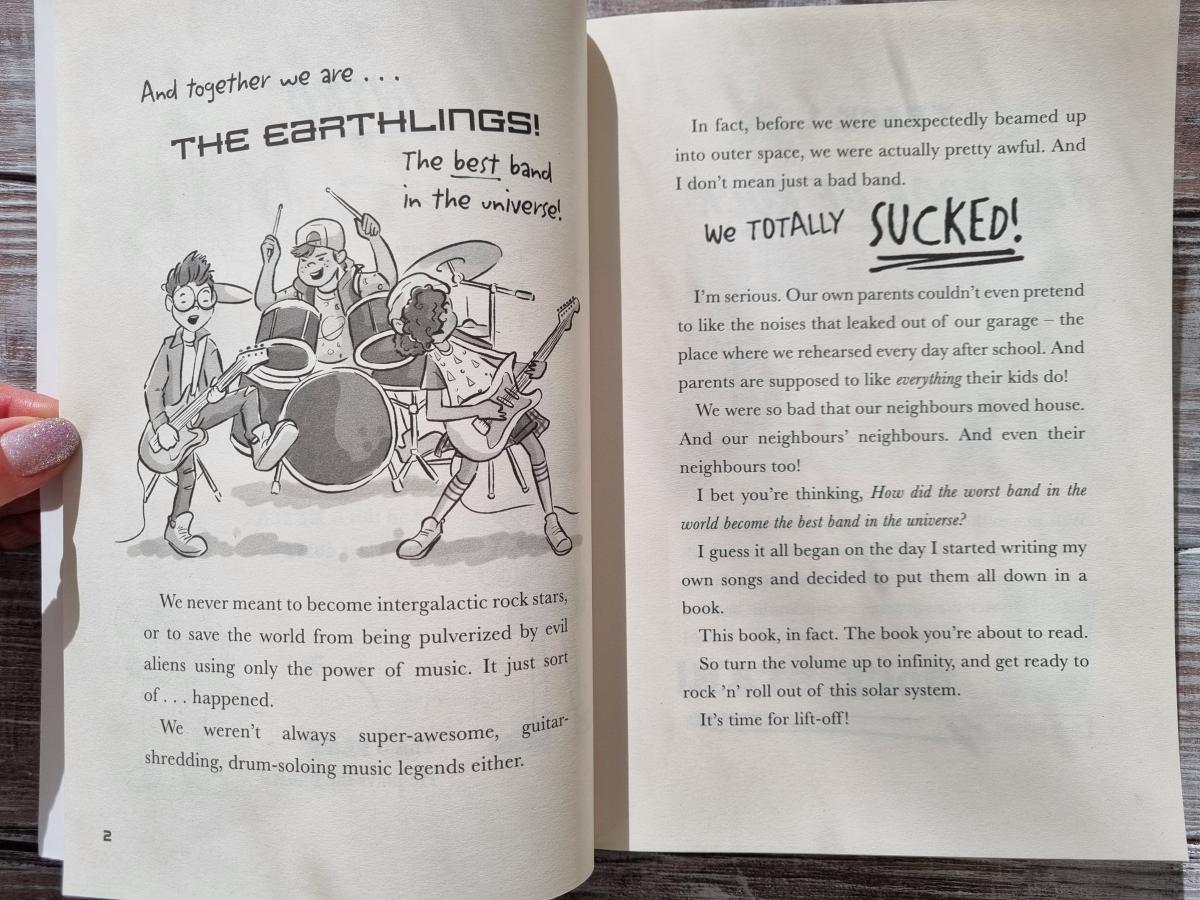 And together we are . . .
THE EARTHLINGS!
The best band
in the universe!
We never meant to become intergalactic rock stars,
or to save the world from being pulverized by evil
aliens using only the power of music. It just sort
of . . . happened.
We weren't always super-awesome, guitar-
shredding, drum-soloing music legends either.
2
In fact, before we were unexpectedly beamed up
into outer space, we were actually pretty awful. And
I don't mean just a bad band.
We TOTALLY SUCKED!
I'm serious. Our own parents couldn't even pretend
to like the noises that leaked out of our garage – the
place where we rehearsed every day after school. And
parents are supposed to like everything their kids do!
We were so bad that our neighbours moved house.
And our neighbours' neighbours. And even their
neighbours too!
I bet you're thinking, How did the worst band in the
world become the best band in the universe?
I guess it all began on the day I started writing my
own songs and decided to put them all down in a
book.
This book, in fact. The book you're about to read.
So turn the volume up to infinity, and get ready to
rock 'n' roll out of this solar system.
It's time for lift-off!